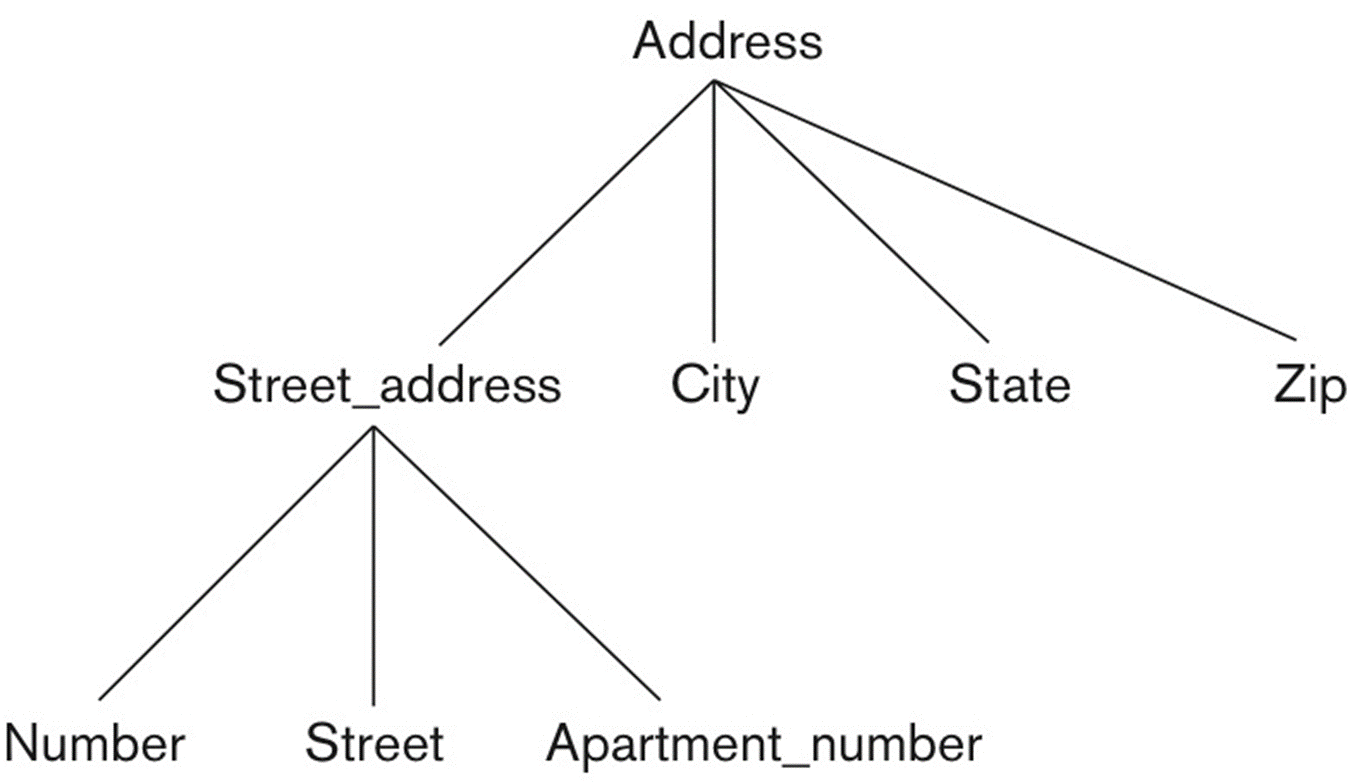 Address
Street_address City State Zip
Number Street Apartment_number